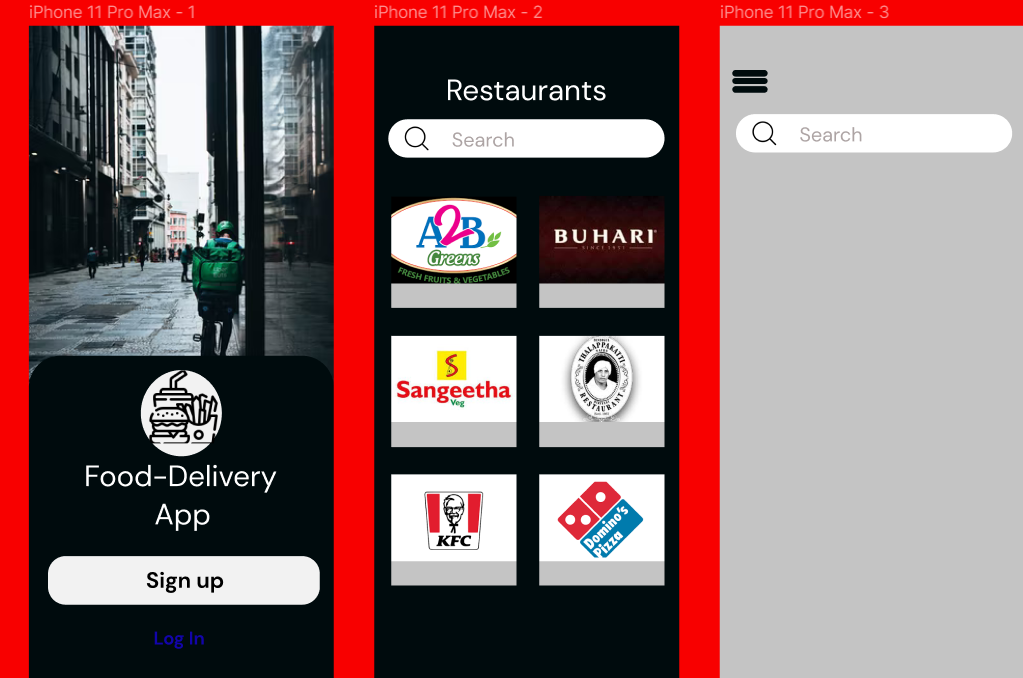 iPhone 11 Pro Max - 1
Food-Delivery
App
Sign up
Log In
iPhone 11 Pro Max - 2
Restaurants
Search
A2B
Greens
FRESH FRUITS & VEGETABLES
BUHARI
SINCE 1951
Sangeetha
Veg
THALAPPAKATTI
RESTAURANT
KFC
Domino's
Pizza
iPhone 11 Pro Max - 3
Search